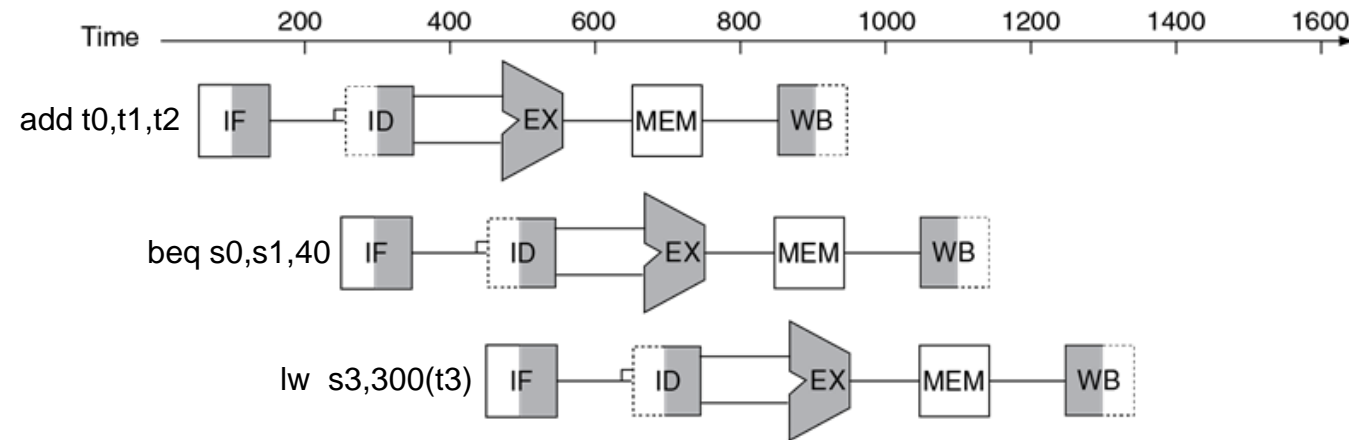 200 400 600 800 1000 1200 1400 1600
Time
add t0,t1,t2 IF ID EX MEM WB
beq s0,s1,40 IF ID EX MEM WB
lw s3,300(t3) IF ID EX MEM WB